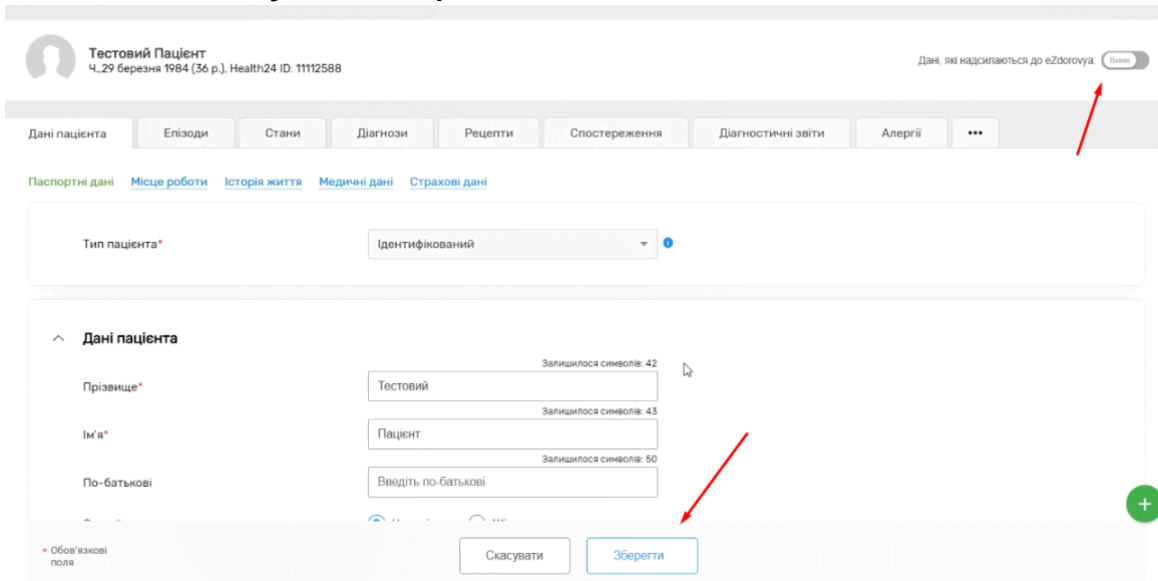 Тестовий Пацієнт
Ч.,29 березня 1984 (36 р.), Health24 ID: 11112588
Дані, які надсилаються до eZdorovya: Вимк
Дані пацієнта Епізоди Стани Діагнози Рецепти Спостереження Діагностичні звіти Алергії •••
Паспортні дані Місце роботи Історія життя Медичні дані Страхові дані
Тип пацієнта* Ідентифікований
Дані пацієнта
Залишилося символів: 42
Прізвище* Тестовий
Залишилося символів: 43
Ім'я* Пацієнт
Залишилося символів: 50
По-батькові Введіть по-батькові
* Обов'язкові
поля
Скасувати Зберегти